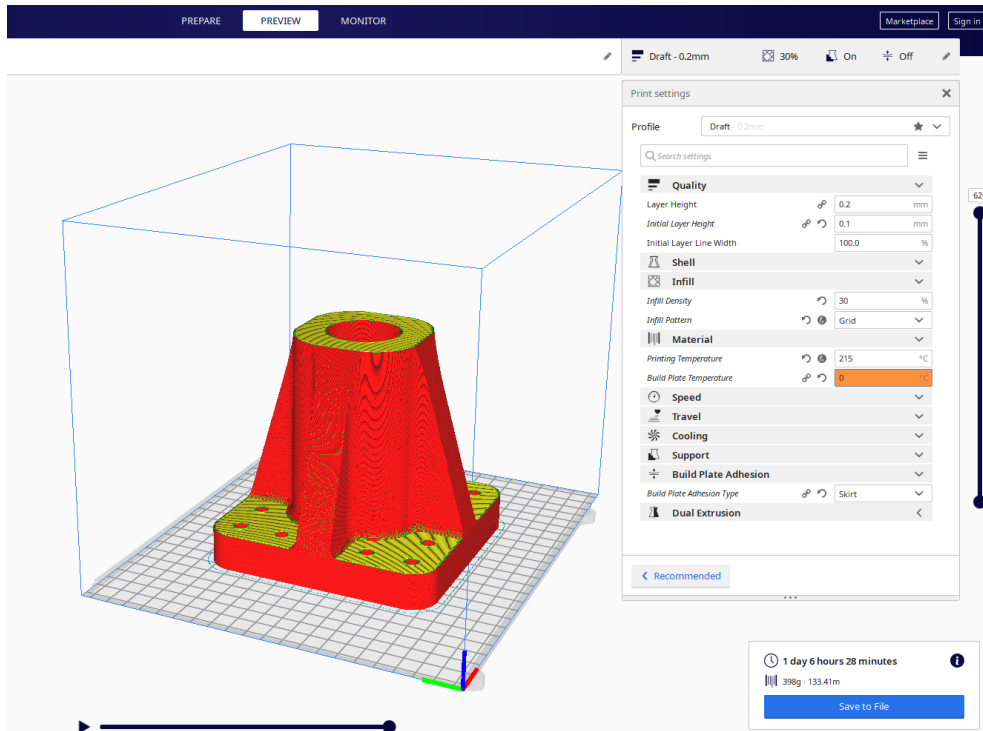 PREPARE PREVIEW MONITOR Marketplace Sign in
Draft - 0.2mm 30% On Off
Print settings
Profile Draft - 0.2mm
Search settings
Quality
Layer Height 0.2 mm
Initial Layer Height 0.1 mm
Initial Layer Line Width 100.0 %
Shell
Infill
Infill Density 30 %
Infill Pattern Grid
Material
Printing Temperature 215 °C
Build Plate Temperature 0 °C
Speed
Travel
Cooling
Support
Build Plate Adhesion
Build Plate Adhesion Type Skirt
Dual Extrusion
Recommended
1 day 6 hours 28 minutes
398g · 133.41m
Save to File